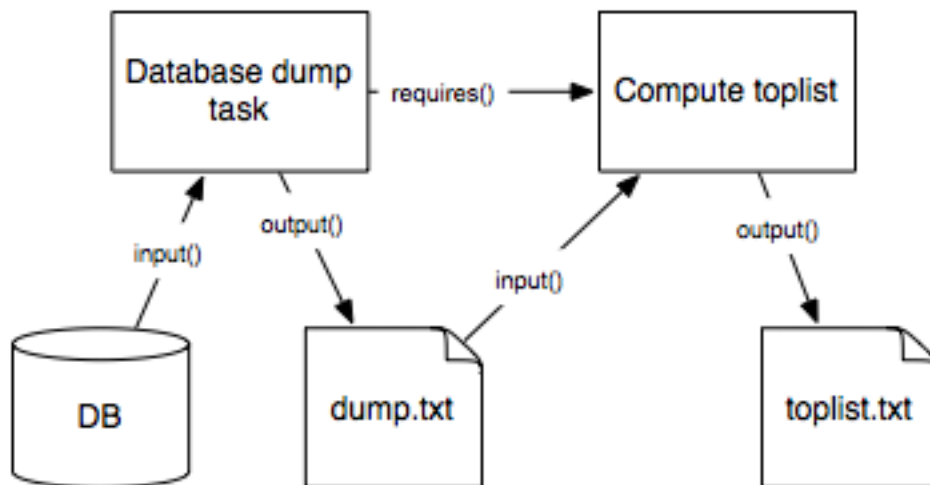 Database dump
task
requires()
Compute toplist
input()
output()
input()
output()
DB
dump.txt
toplist.txt